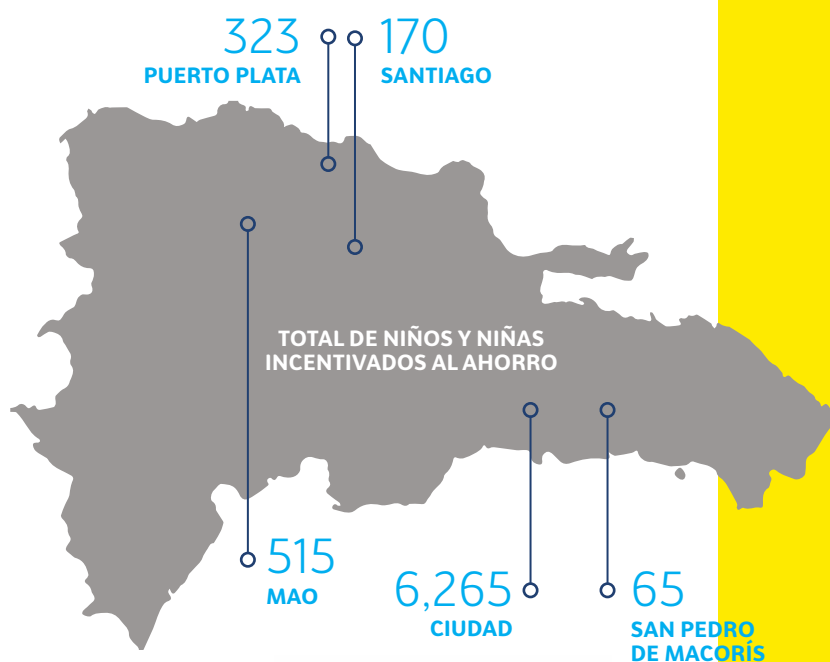 323
PUERTO PLATA
170
SANTIAGO
TOTAL DE NIÑOS Y NIÑAS
INCENTIVADOS AL AHORRO
515
MAO
6,265
CIUDAD
65
SAN PEDRO
DE MACORÍS